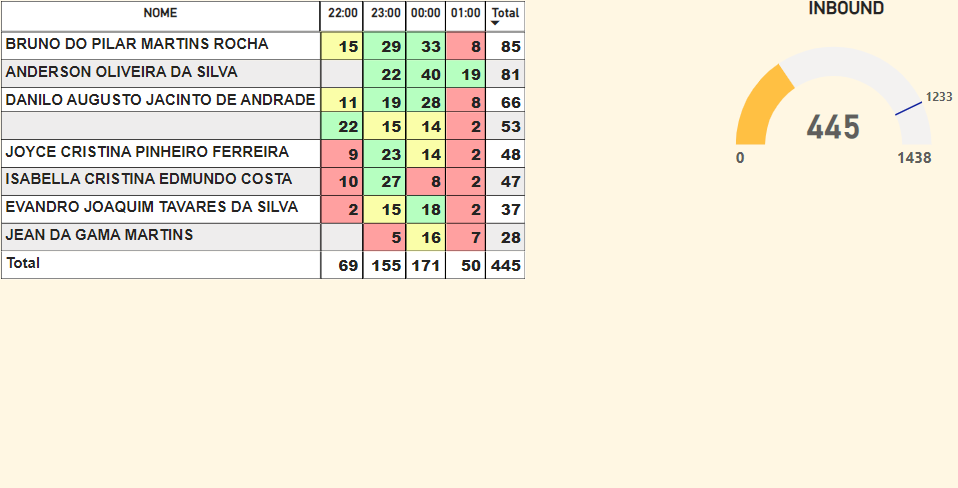 NOME 22:00 23:00 00:00 01:00 Total
BRUNO DO PILAR MARTINS ROCHA 15 29 33 8 85
ANDERSON OLIVEIRA DA SILVA 22 40 19 81
DANILO AUGUSTO JACINTO DE ANDRADE 11 19 28 8 66
22 15 14 2 53
JOYCE CRISTINA PINHEIRO FERREIRA 9 23 14 2 48
ISABELLA CRISTINA EDMUNDO COSTA 10 27 8 2 47
EVANDRO JOAQUIM TAVARES DA SILVA 2 15 18 2 37
JEAN DA GAMA MARTINS 5 16 7 28
Total 69 155 171 50 445
INBOUND
1233
445
0 1438